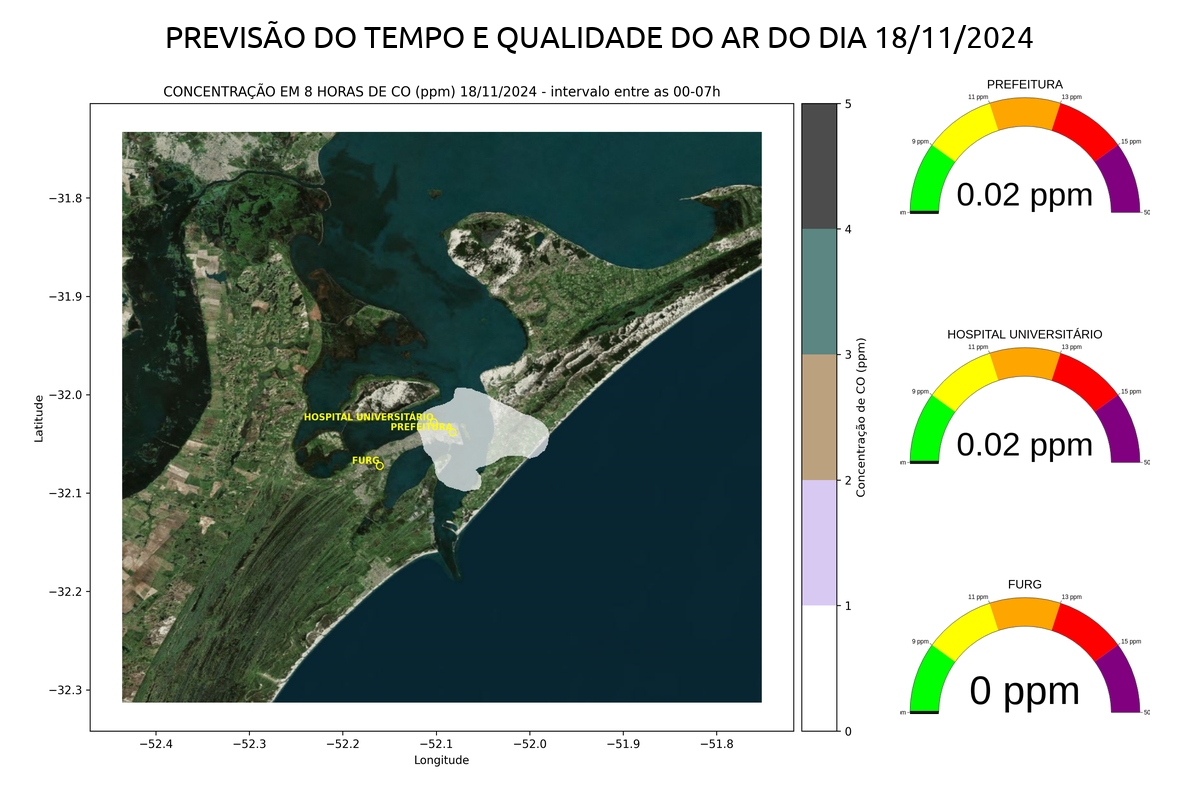 PREVISÃO DO TEMPO E QUALIDADE DO AR DO DIA 18/11/2024
CONCENTRAÇÃO EM 8 HORAS DE CO (ppm) 18/11/2024 - intervalo entre as 00-07h
−31.8
−31.9
−32.0
−32.1
−32.2
−32.3
Latitude
HOSPITAL UNIVERSITÁRIO
PREFEITURA
FURG
−52.4
−52.3
−52.2
−52.1
−52.0
−51.9
−51.8
Longitude
5
4
3
2
1
0
Concentração de CO (ppm)
PREFEITURA
9 ppm
11 ppm
13 ppm
15 ppm
0.02 ppm
HOSPITAL UNIVERSITÁRIO
9 ppm
11 ppm
13 ppm
15 ppm
0.02 ppm
FURG
9 ppm
11 ppm
13 ppm
15 ppm
0 ppm